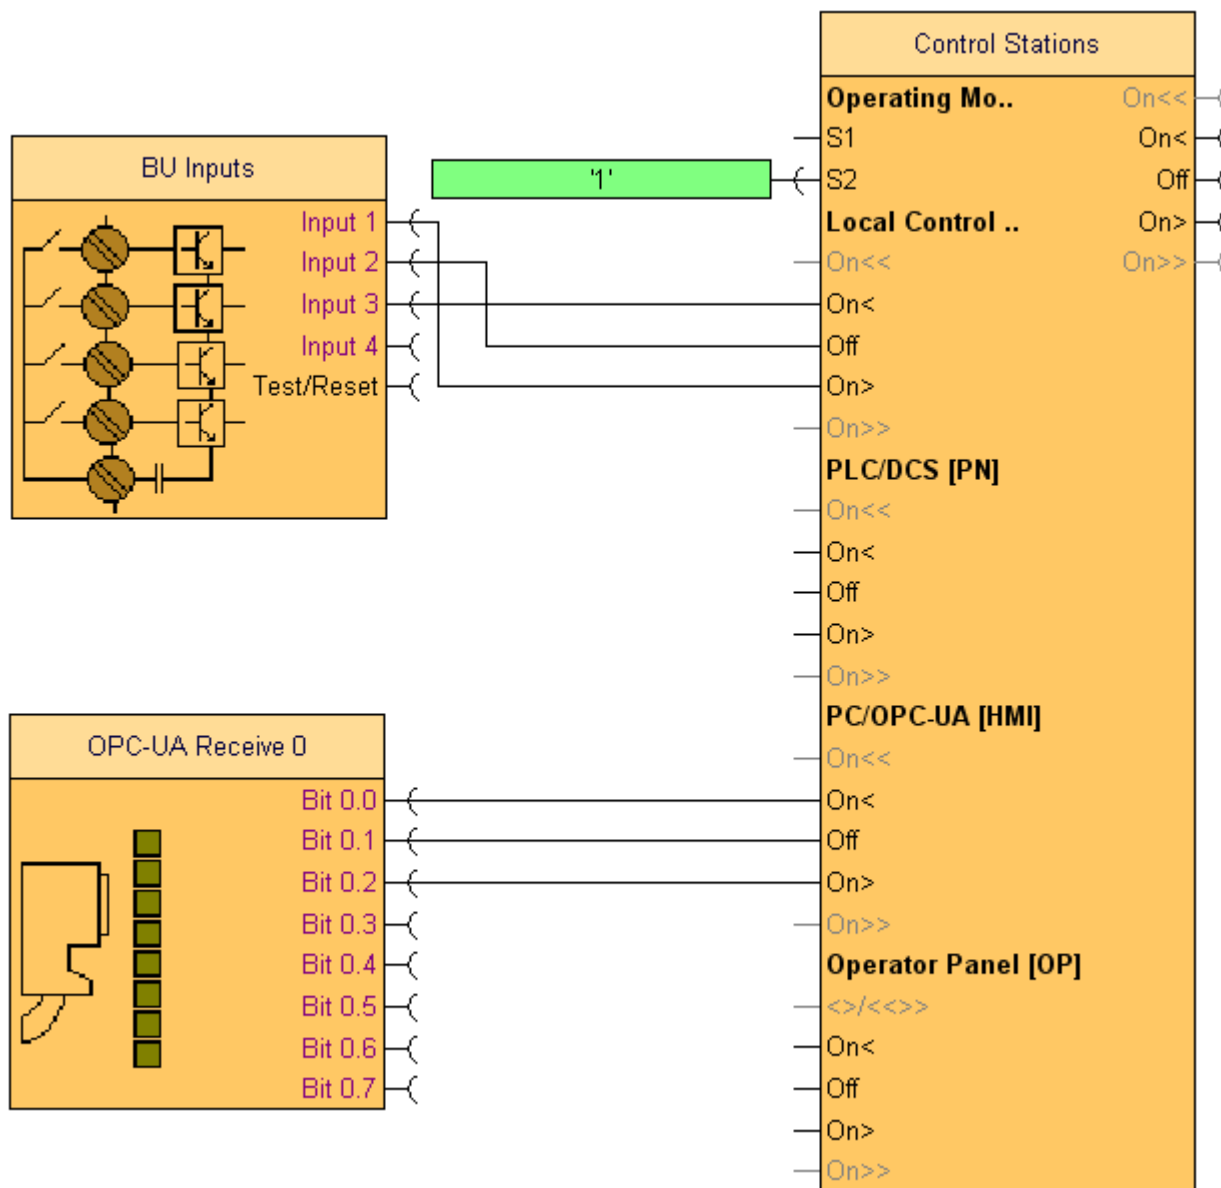 BU Inputs
Input 1
Input 2
Input 3
Input 4
Test/Reset
'1'
OPC-UA Receive 0
Bit 0.0
Bit 0.1
Bit 0.2
Bit 0.3
Bit 0.4
Bit 0.5
Bit 0.6
Bit 0.7
Control Stations
Operating Mo.. On<<
S1 On<
S2 Off
Local Control .. On>
On<< On>>
On<
Off
On>
On>>
PLC/DCS [PN]
On<<
On<
Off
On>
On>>
PC/OPC-UA [HMI]
On<<
On<
Off
On>
On>>
Operator Panel [OP]
<>/<<>>
On<
Off
On>
On>>